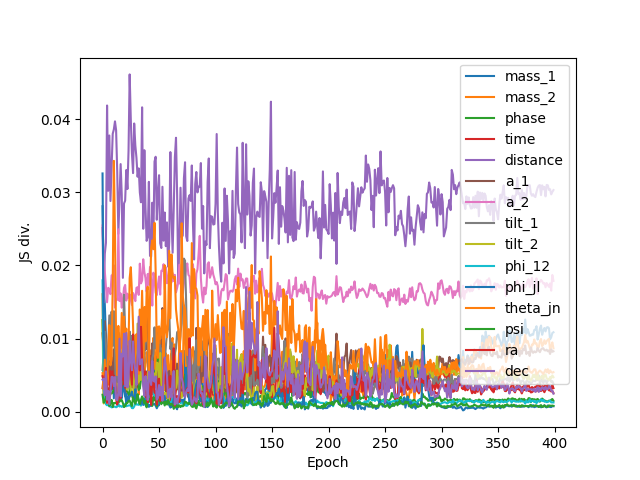 JS div.
0.04
0.03
0.02
0.01
0.00
0
50
100
150
200
250
300
350
400
Epoch
mass_1
mass_2
phase
time
distance
a_1
a_2
tilt_1
tilt_2
phi_12
phi_jl
theta_jn
psi
ra
dec